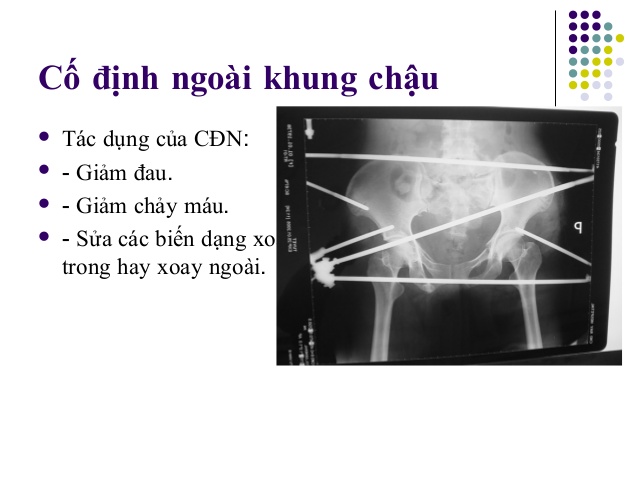 Cố định ngoài khung chậu
Tác dụng của CĐN:
- Giảm đau.
- Giảm chảy máu.
- Sửa các biến dạng xo
trong hay xoay ngoài.